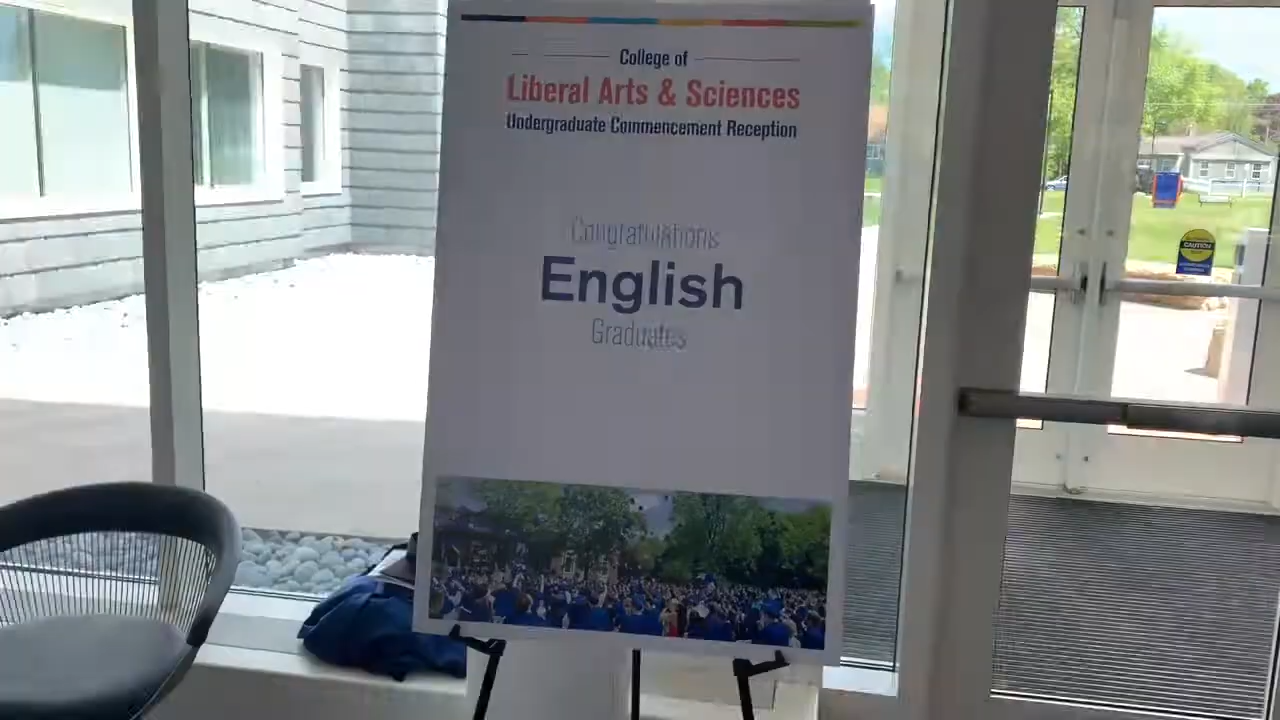 College of
Liberal Arts & Sciences
Undergraduate Commencement Reception
Congratulations
English
Graduates
CAUTION